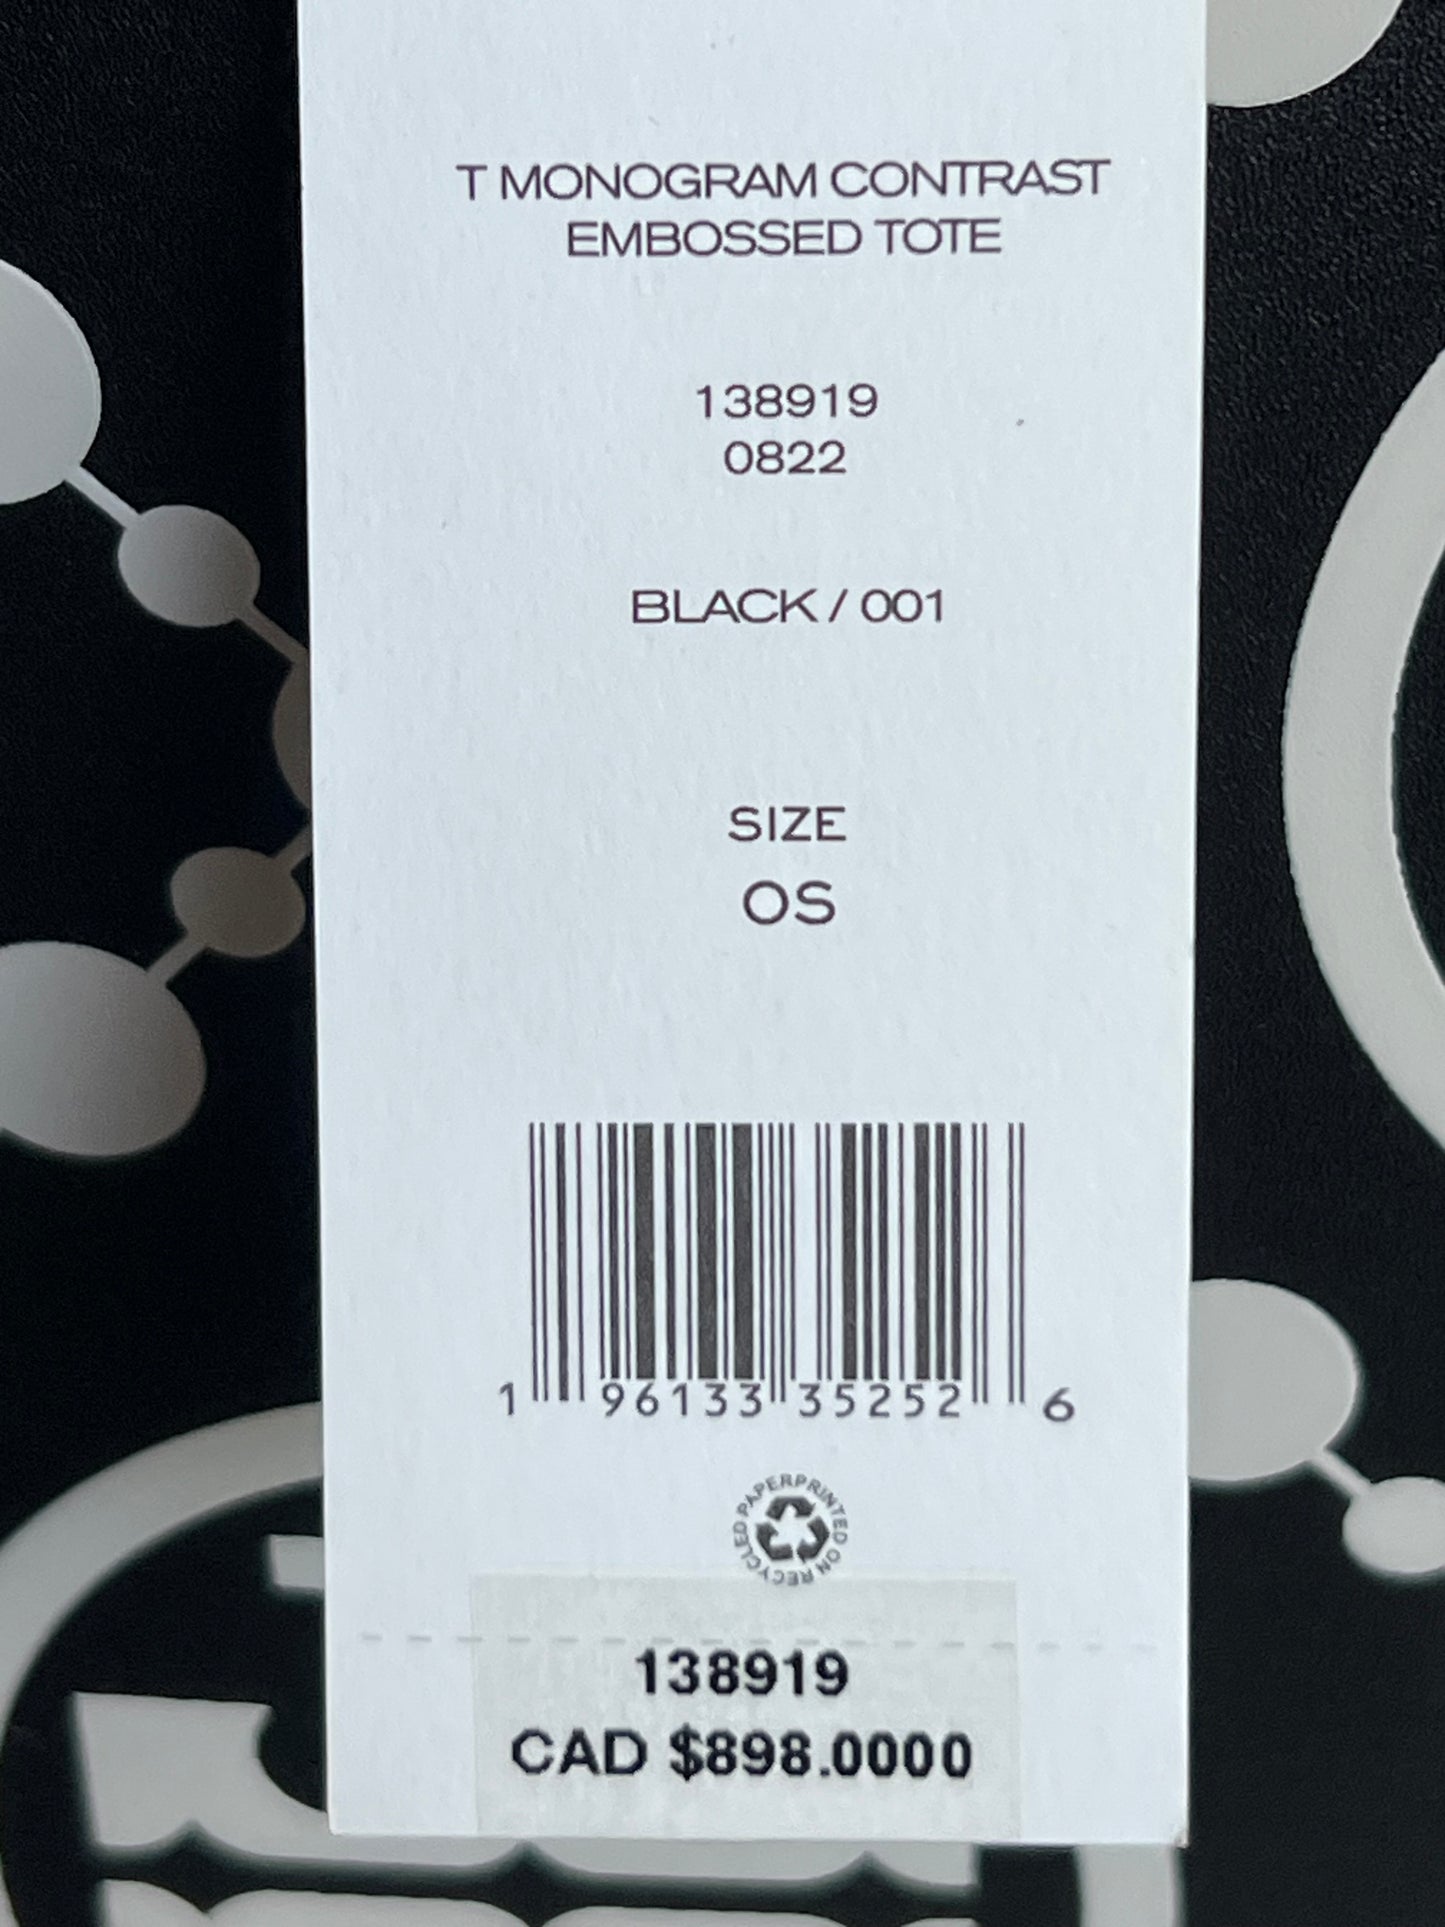 T MONOGRAM CONTRAST
EMBOSSED TOTE
138919
0822
BLACK / 001
SIZE
OS
1 96133 35252 6
PRINTED ON RECYCLED PAPER
138919
CAD $898.0000